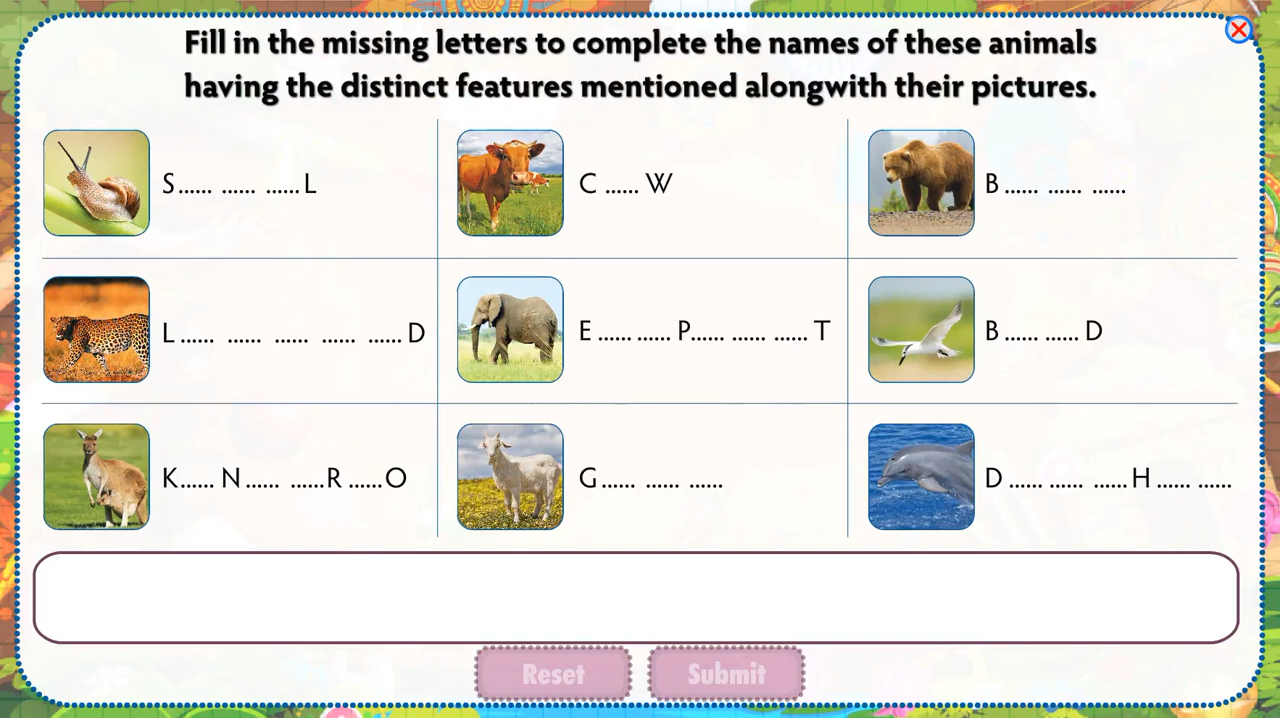 Fill in the missing letters to complete the names of these animals
having the distinct features mentioned alongwith their pictures.
S...... ...... ......L
C ...... W
B...... ...... ......
L...... ...... ...... ...... ......D
E...... ......P...... ...... ......T
B...... ......D
K......N...... ......R......O
G...... ...... ......
D...... ...... ......H...... ......
Reset
Submit